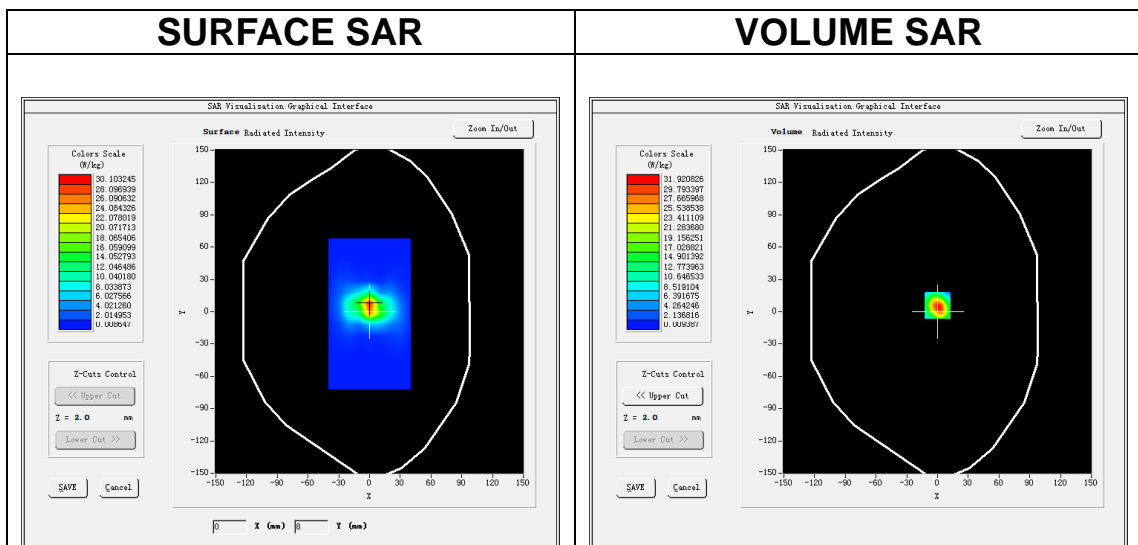 SURFACE SAR
VOLUME SAR
SAR Visualisation Graphical Interface
Surface Radiated Intensity
Zoom In/Out
Colors Scale
(W/kg)
30.103245
28.096939
26.090632
24.084326
22.078019
20.071713
18.065406
16.059099
14.052793
12.046486
10.040180
8.033873
6.027566
4.021260
2.014953
0.008647
Z-Cuts Control
<< Upper Cut
Z = 2.0 mm
Lower Cut >>
SAVE Cancel
150
120
90
60
30
0
-30
-60
-90
-120
-150
Y
-150 -120 -90 -60 -30 0 30 60 90 120 150
X
0 X (mm) 8 Y (mm)
SAR Visualisation Graphical Interface
Volume Radiated Intensity
Zoom In/Out
Colors Scale
(W/kg)
31.920826
29.793397
27.665968
25.538538
23.411109
21.283680
19.156251
17.028821
14.901392
12.773963
10.646533
8.519104
6.391675
4.264246
2.136816
0.009387
Z-Cuts Control
<< Upper Cut
Z = 2.0 mm
Lower Cut >>
SAVE Cancel
150
120
90
60
30
0
-30
-60
-90
-120
-150
Y
-150 -120 -90 -60 -30 0 30 60 90 120 150
X